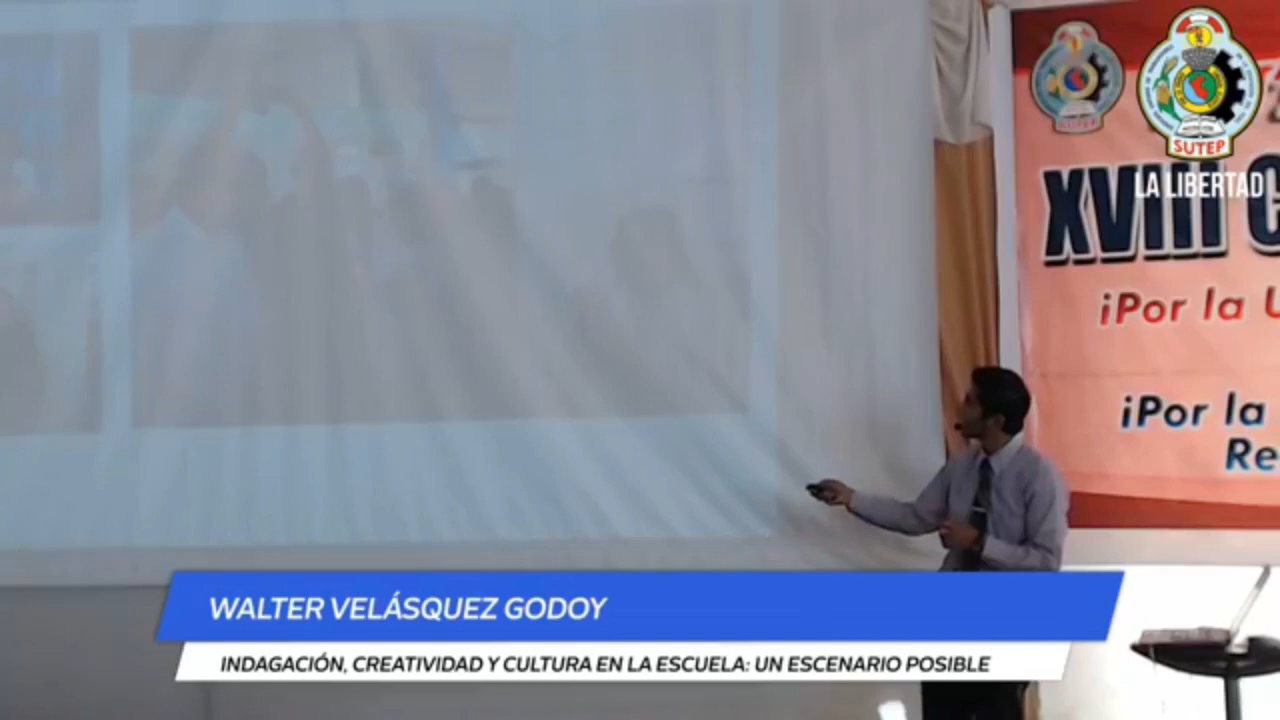 SUTEP
LA LIBERTAD
SUTEP
XVIII C
¡Por la U
¡Por la
Re
WALTER VELÁSQUEZ GODOY
INDAGACIÓN, CREATIVIDAD Y CULTURA EN LA ESCUELA: UN ESCENARIO POSIBLE